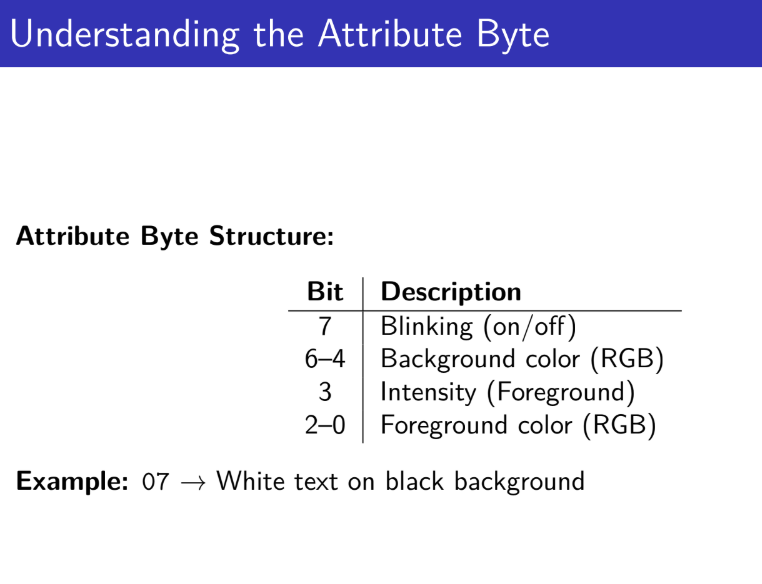 Understanding the Attribute Byte
Attribute Byte Structure:
Bit Description
7 Blinking (on/off)
6–4 Background color (RGB)
3 Intensity (Foreground)
2–0 Foreground color (RGB)
Example: 07 → White text on black background